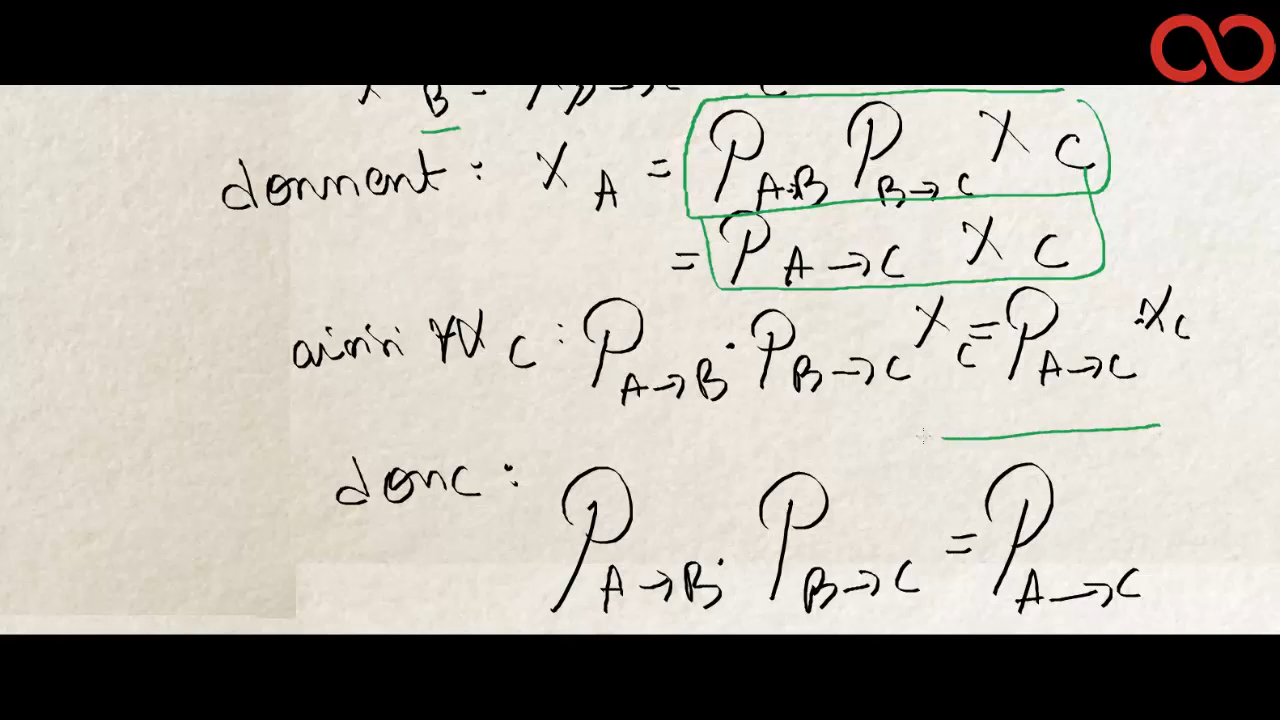 donnent : X_A = P_{A→B} P_{B→C} X_C
= P_{A→C} X_C
ainsi ∀X_C : P_{A→B} · P_{B→C} X_C = P_{A→C} · X_C
donc : P_{A→B} · P_{B→C} = P_{A→C}